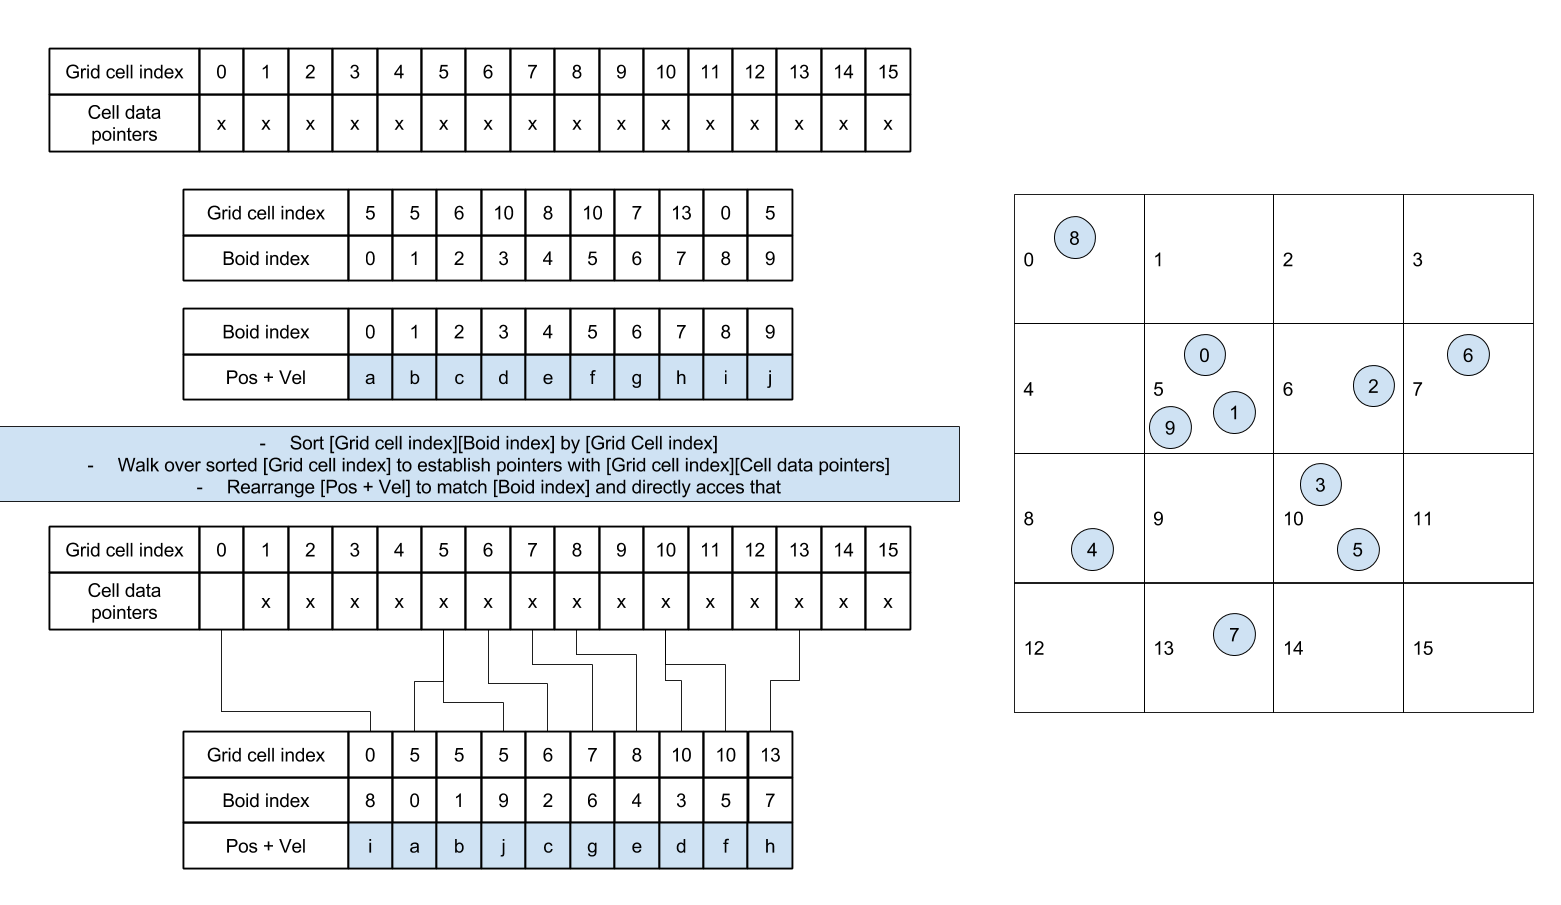 Grid cell index 0 1 2 3 4 5 6 7 8 9 10 11 12 13 14 15
Cell data
pointers x x x x x x x x x x x x x x x x
Grid cell index 5 5 6 10 8 10 7 13 0 5
Boid index 0 1 2 3 4 5 6 7 8 9
Boid index 0 1 2 3 4 5 6 7 8 9
Pos + Vel a b c d e f g h i j
- Sort [Grid cell index][Boid index] by [Grid Cell index]
- Walk over sorted [Grid cell index] to establish pointers with [Grid cell index][Cell data pointers]
- Rearrange [Pos + Vel] to match [Boid index] and directly acces that
Grid cell index 0 1 2 3 4 5 6 7 8 9 10 11 12 13 14 15
Cell data
pointers x x x x x x x x x x x x x x x
Grid cell index 0 5 5 5 6 7 8 10 10 13
Boid index 8 0 1 9 2 6 4 3 5 7
Pos + Vel i a b j c g e d f h
8
0 1 2 3
0 6
4 5 6 2 7
9 1
3
8 9 10 11
4 5
7
12 13 14 15